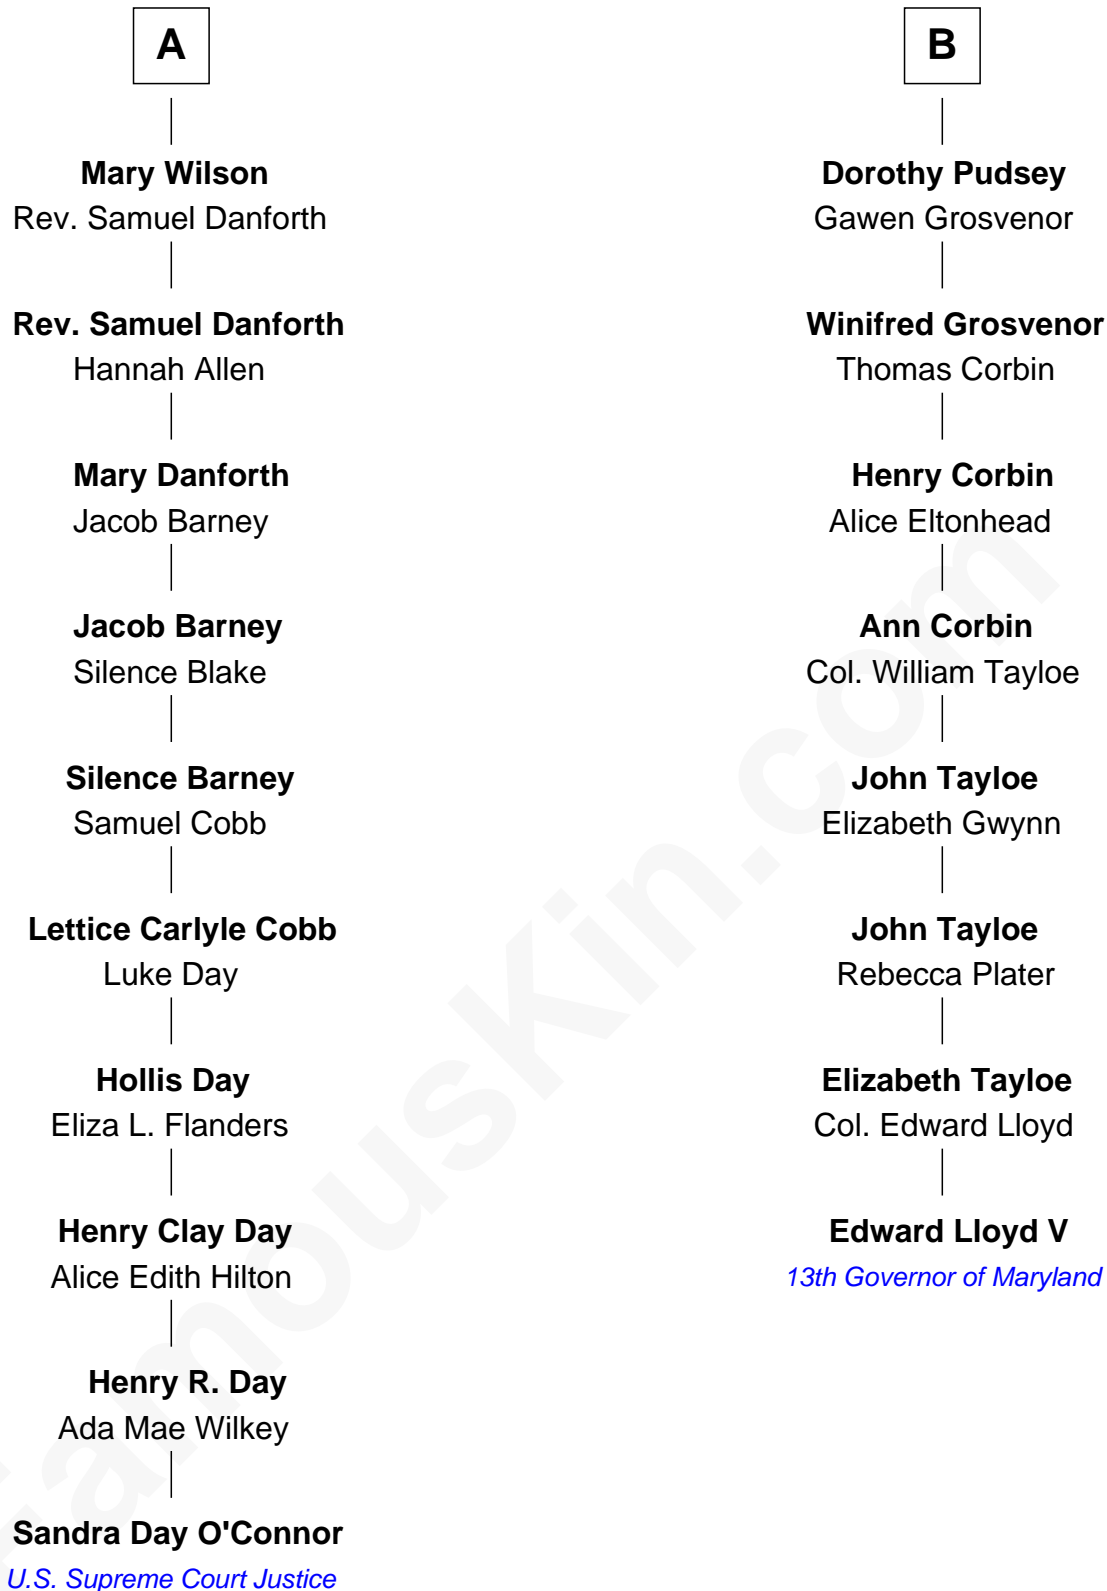 A
Mary Wilson
Rev. Samuel Danforth
Rev. Samuel Danforth
Hannah Allen
Mary Danforth
Jacob Barney
Jacob Barney
Silence Blake
Silence Barney
Samuel Cobb
Lettice Carlyle Cobb
Luke Day
Hollis Day
Eliza L. Flanders
Henry Clay Day
Alice Edith Hilton
Henry R. Day
Ada Mae Wilkey
Sandra Day O'Connor
U.S. Supreme Court Justice
B
Dorothy Pudsey
Gawen Grosvenor
Winifred Grosvenor
Thomas Corbin
Henry Corbin
Alice Eltonhead
Ann Corbin
Col. William Tayloe
John Tayloe
Elizabeth Gwynn
John Tayloe
Rebecca Plater
Elizabeth Tayloe
Col. Edward Lloyd
Edward Lloyd V
13th Governor of Maryland
FamousKin.com